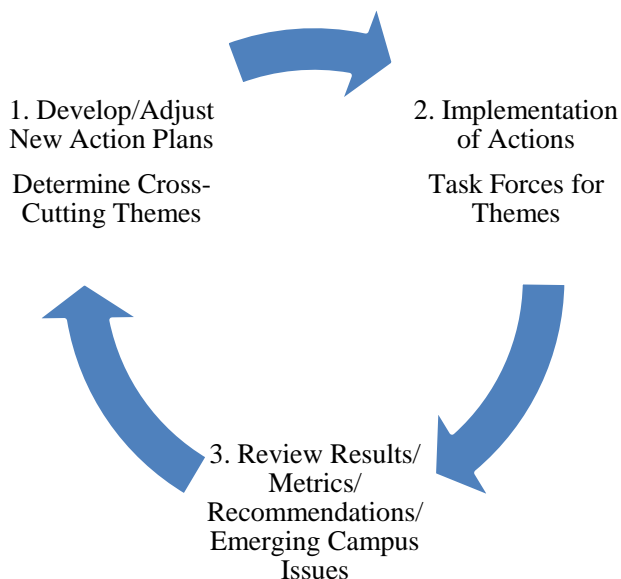 1. Develop/Adjust
New Action Plans
Determine Cross-
Cutting Themes
2. Implementation
of Actions
Task Forces for
Themes
3. Review Results/
Metrics/
Recommendations/
Emerging Campus
Issues